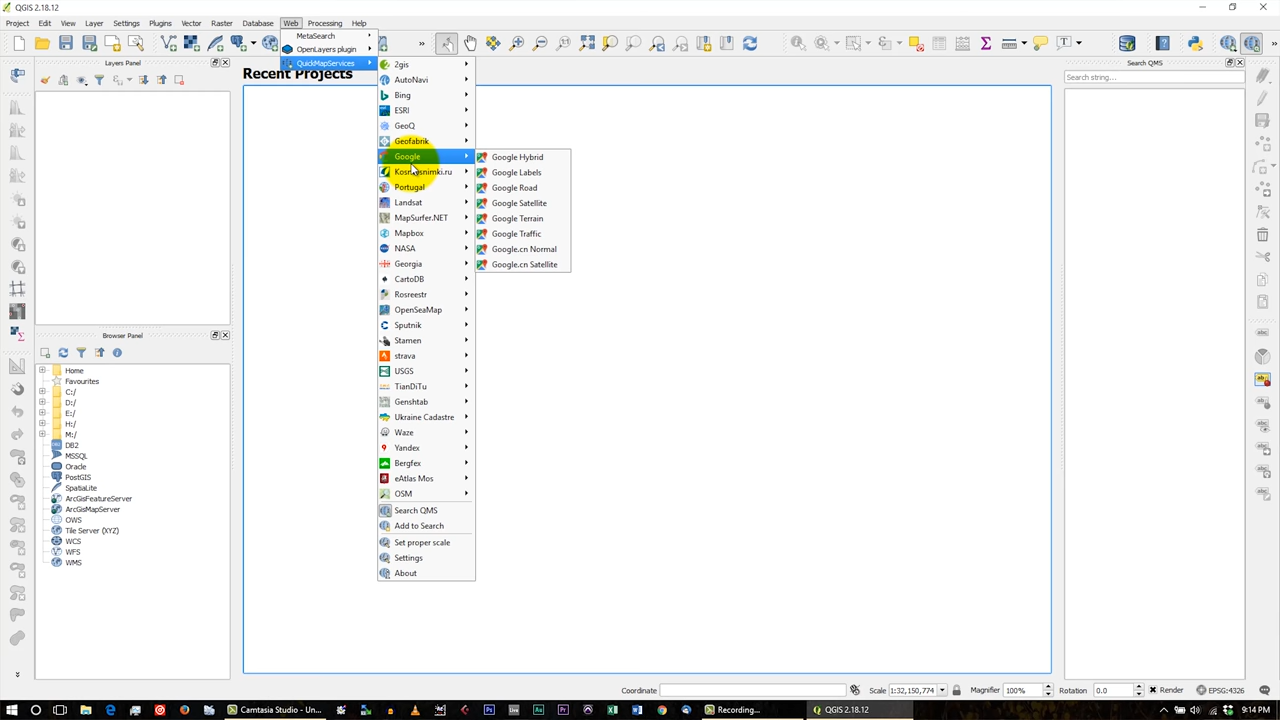 QGIS 2.18.12
Project Edit View Layer Settings Plugins Vector Raster Database Web Processing Help
MetaSearch
OpenLayers plugin
QuickMapServices
Layers Panel
Recent Projects
Search QMS
Search string...
2gis
AutoNavi
Bing
ESRI
GeoQ
Geofabrik
Google
Kosmosnimki.ru
Portugal
Landsat
MapSurfer.NET
Mapbox
NASA
Georgia
CartoDB
Rosreestr
OpenSeaMap
Sputnik
Stamen
strava
USGS
TianDiTu
Genshtab
Ukraine Cadastre
Waze
Yandex
Bergfex
eAtlas Mos
OSM
Search QMS
Add to Search
Set proper scale
Settings
About
Google Hybrid
Google Labels
Google Road
Google Satellite
Google Terrain
Google Traffic
Google.cn Normal
Google.cn Satellite
Browser Panel
Home
Favourites
C:/
D:/
E:/
H:/
M:/
DB2
MSSQL
Oracle
PostGIS
SpatiaLite
ArcGisFeatureServer
ArcGisMapServer
OWS
Tile Server (XYZ)
WCS
WFS
WMS
Coordinate Scale 1:32,150,774 Magnifier 100% Rotation 0.0 Render EPSG:4326
Camtasia Studio - Un... Recording... QGIS 2.18.12 9:14 PM